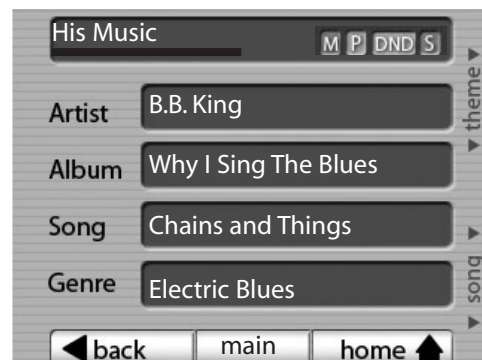 His Music
M P DND S
theme
Artist B.B. King
Album Why I Sing The Blues
Song Chains and Things
Genre Electric Blues
song
back main home